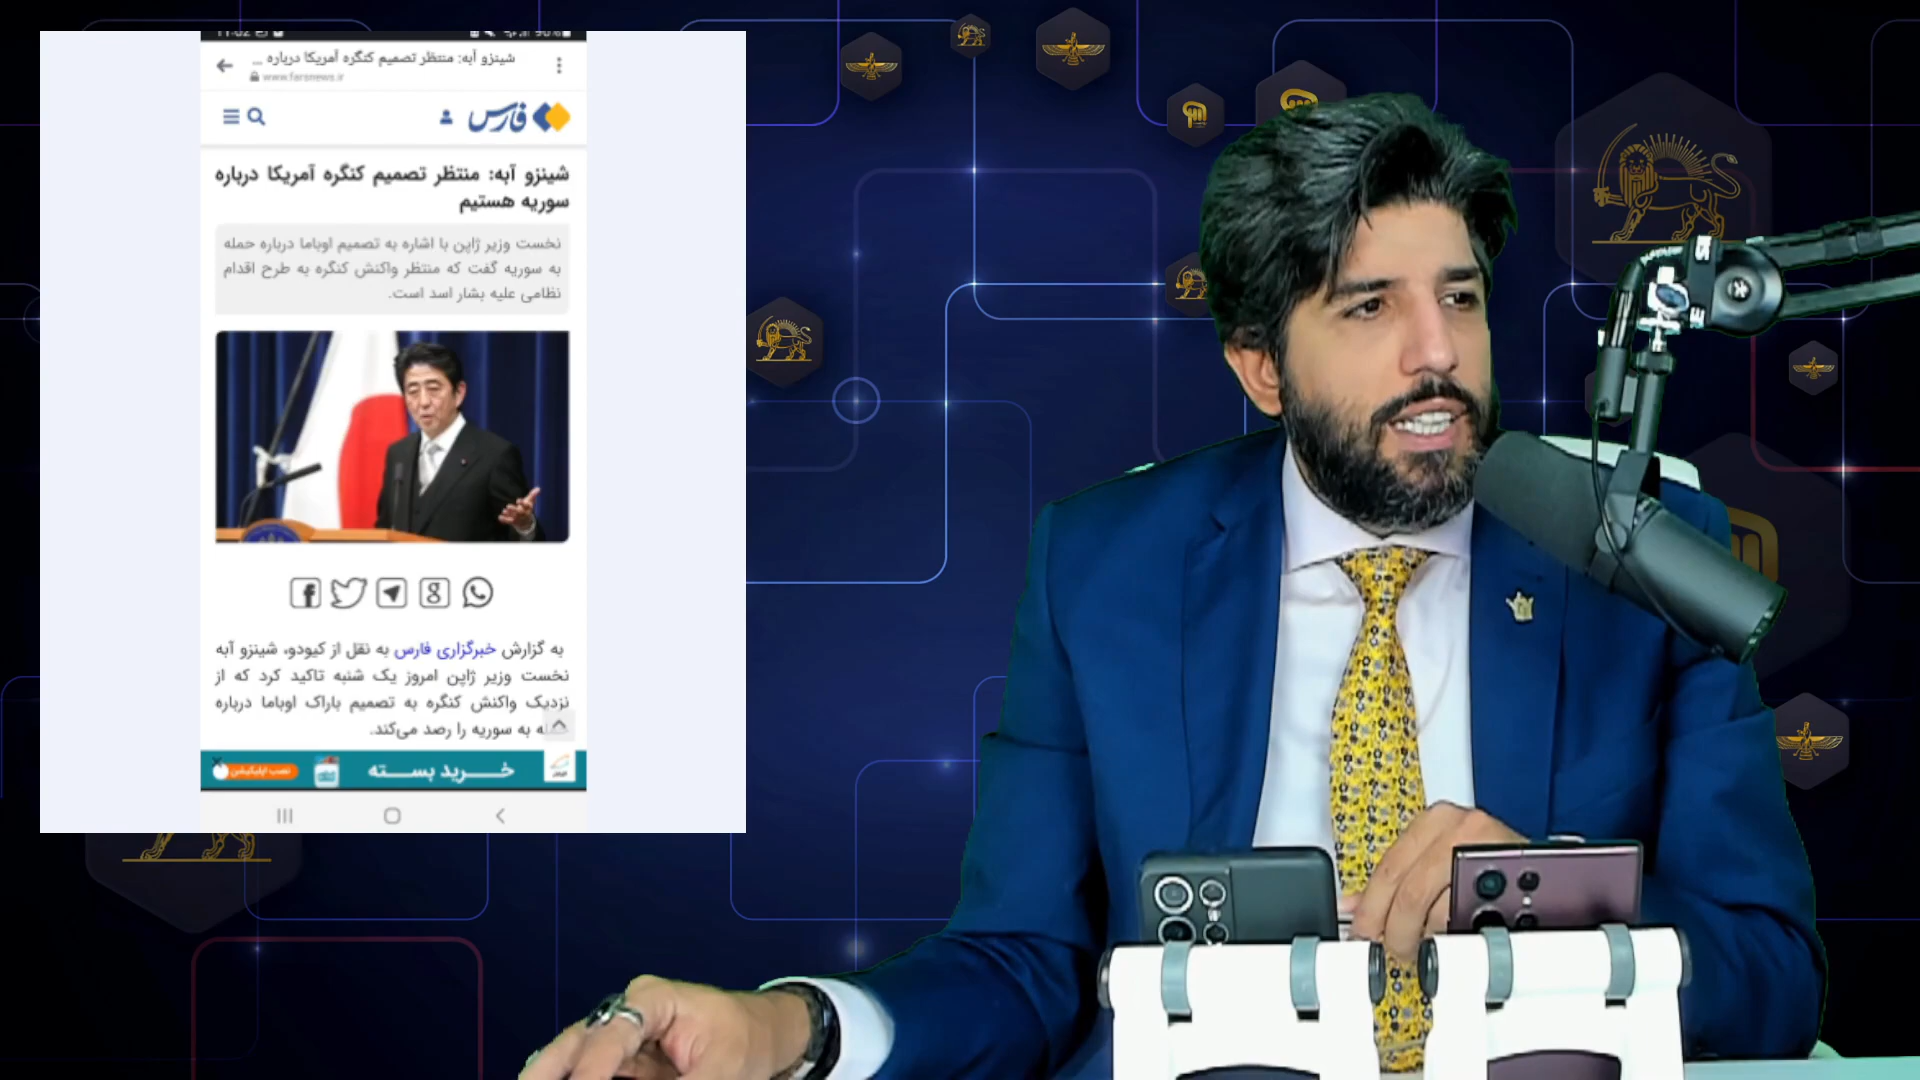 شینزو آبه: منتظر تصمیم کنگره آمریکا درباره ...
www.farsnews.ir
فارس
شینزو آبه: منتظر تصمیم کنگره آمریکا درباره
سوریه هستیم
نخست وزیر ژاپن با اشاره به تصمیم اوباما درباره حمله
به سوریه گفت که منتظر واکنش کنگره به طرح اقدام
نظامی علیه بشار اسد است.
به گزارش خبرگزاری فارس به نقل از کیودو، شینزو آبه
نخست وزیر ژاپن امروز یک شنبه تاکید کرد که از
نزدیک واکنش کنگره به تصمیم باراک اوباما درباره
به سوریه را رصد می‌کند.
خـــرید بســـته
نصب اپلیکیشن